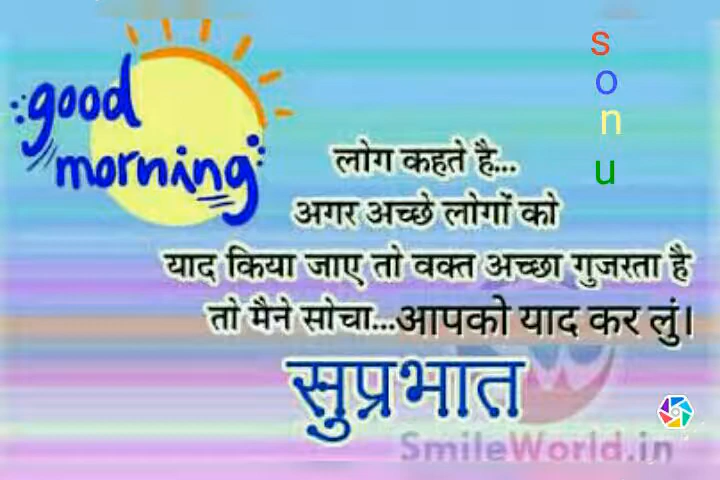 good
morning
sonu
लोग कहते है...
अगर अच्छे लोगों को
याद किया जाए तो वक्त अच्छा गुजरता है
तो मैने सोचा...आपको याद कर लुं।
सुप्रभात
SmileWorld.in